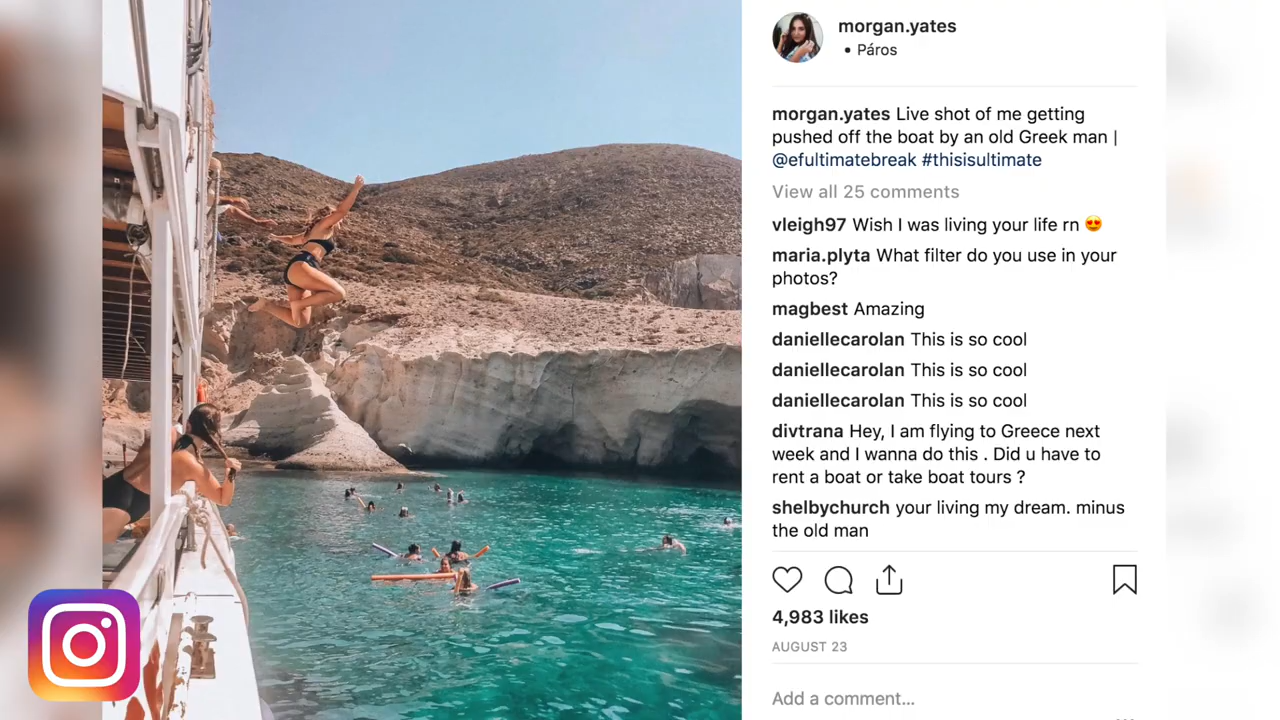 morgan.yates
• Páros
morgan.yates Live shot of me getting
pushed off the boat by an old Greek man |
@efultimatebreak #thisisultimate
View all 25 comments
vleigh97 Wish I was living your life rn 😍
maria.plyta What filter do you use in your
photos?
magbest Amazing
daniellecarolan This is so cool
daniellecarolan This is so cool
daniellecarolan This is so cool
divtrana Hey, I am flying to Greece next
week and I wanna do this . Did u have to
rent a boat or take boat tours ?
shelbychurch your living my dream. minus
the old man
4,983 likes
AUGUST 23
Add a comment...